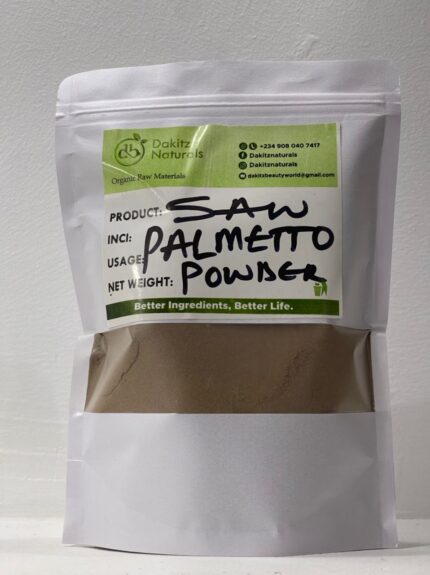 Dakitz
Naturals
Organic Raw Materials
+234 908 040 7417
Dakitznaturals
Dakitznaturals
dakitzbeautyworld@gmail.com
PRODUCT: SAW
INCI: PALMETTO
USAGE:
NET WEIGHT: POWDER
Better Ingredients, Better Life.